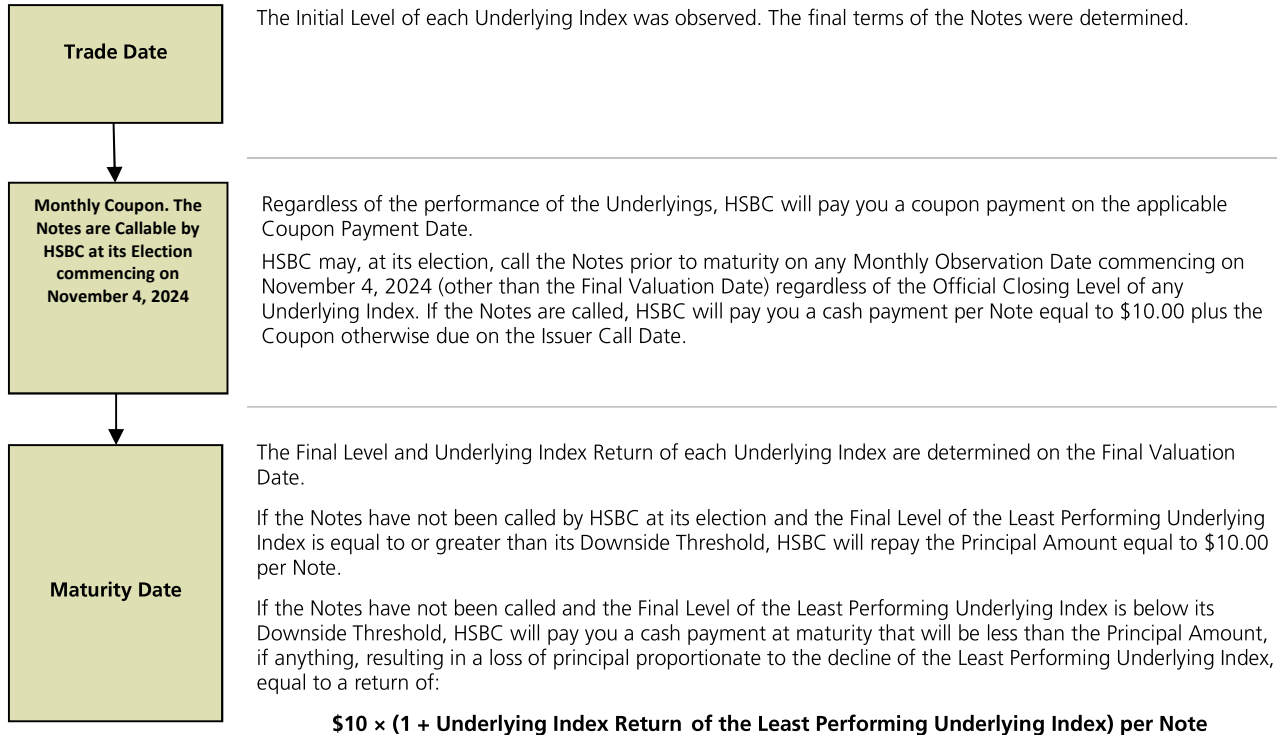 Trade Date
The Initial Level of each Underlying Index was observed. The final terms of the Notes were determined.
Monthly Coupon. The
Notes are Callable by
HSBC at its Election
commencing on
November 4, 2024
Regardless of the performance of the Underlyings, HSBC will pay you a coupon payment on the applicable
Coupon Payment Date.
HSBC may, at its election, call the Notes prior to maturity on any Monthly Observation Date commencing on
November 4, 2024 (other than the Final Valuation Date) regardless of the Official Closing Level of any
Underlying Index. If the Notes are called, HSBC will pay you a cash payment per Note equal to $10.00 plus the
Coupon otherwise due on the Issuer Call Date.
Maturity Date
The Final Level and Underlying Index Return of each Underlying Index are determined on the Final Valuation
Date.
If the Notes have not been called by HSBC at its election and the Final Level of the Least Performing Underlying
Index is equal to or greater than its Downside Threshold, HSBC will repay the Principal Amount equal to $10.00
per Note.
If the Notes have not been called and the Final Level of the Least Performing Underlying Index is below its
Downside Threshold, HSBC will pay you a cash payment at maturity that will be less than the Principal Amount,
if anything, resulting in a loss of principal proportionate to the decline of the Least Performing Underlying Index,
equal to a return of:
$10 × (1 + Underlying Index Return of the Least Performing Underlying Index) per Note